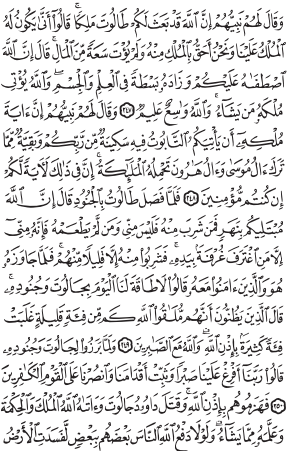 وَقَالَ لَهُمْ نَبِيُّهُمْ إِنَّ ٱللَّهَ قَدْ بَعَثَ لَكُمْ طَالُوتَ مَلِكًا ۚ قَالُوٓا۟ أَنَّىٰ يَكُونُ لَهُ
ٱلْمُلْكُ عَلَيْنَا وَنَحْنُ أَحَقُّ بِٱلْمُلْكِ مِنْهُ وَلَمْ يُؤْتَ سَعَةً مِّنَ ٱلْمَالِ ۚ قَالَ إِنَّ ٱللَّهَ
ٱصْطَفَىٰهُ عَلَيْكُمْ وَزَادَهُۥ بَسْطَةً فِى ٱلْعِلْمِ وَٱلْجِسْمِ ۖ وَٱللَّهُ يُؤْتِى
مُلْكَهُۥ مَن يَشَآءُ ۚ وَٱللَّهُ وَٰسِعٌ عَلِيمٌ ٢٤٧ وَقَالَ لَهُمْ نَبِيُّهُمْ إِنَّ ءَايَةَ
مُلْكِهِۦٓ أَن يَأْتِيَكُمُ ٱلتَّابُوتُ فِيهِ سَكِينَةٌ مِّن رَّبِّكُمْ وَبَقِيَّةٌ مِّمَّا
تَرَكَ ءَالُ مُوسَىٰ وَءَالُ هَٰرُونَ تَحْمِلُهُ ٱلْمَلَٰٓئِكَةُ ۚ إِنَّ فِى ذَٰلِكَ لَءَايَةً لَّكُمْ
إِن كُنتُم مُّؤْمِنِينَ ٢٤٨ فَلَمَّا فَصَلَ طَالُوتُ بِٱلْجُنُودِ قَالَ إِنَّ ٱللَّهَ
مُبْتَلِيكُم بِنَهَرٍ فَمَن شَرِبَ مِنْهُ فَلَيْسَ مِنِّى وَمَن لَّمْ يَطْعَمْهُ فَإِنَّهُۥ مِنِّىٓ
إِلَّا مَنِ ٱغْتَرَفَ غُرْفَةًۢ بِيَدِهِۦ ۚ فَشَرِبُوا۟ مِنْهُ إِلَّا قَلِيلًا مِّنْهُمْ ۚ فَلَمَّا جَاوَزَهُۥ
هُوَ وَٱلَّذِينَ ءَامَنُوا۟ مَعَهُۥ قَالُوا۟ لَا طَاقَةَ لَنَا ٱلْيَوْمَ بِجَالُوتَ وَجُنُودِهِۦ ۚ
قَالَ ٱلَّذِينَ يَظُنُّونَ أَنَّهُم مُّلَٰقُوا۟ ٱللَّهِ كَم مِّن فِئَةٍ قَلِيلَةٍ غَلَبَتْ
فِئَةً كَثِيرَةًۢ بِإِذْنِ ٱللَّهِ ۗ وَٱللَّهُ مَعَ ٱلصَّٰبِرِينَ ٢٤٩ وَلَمَّا بَرَزُوا۟ لِجَالُوتَ وَجُنُودِهِۦ
قَالُوا۟ رَبَّنَآ أَفْرِغْ عَلَيْنَا صَبْرًا وَثَبِّتْ أَقْدَامَنَا وَٱنصُرْنَا عَلَى ٱلْقَوْمِ ٱلْكَٰفِرِينَ
٢٥٠ فَهَزَمُوهُم بِإِذْنِ ٱللَّهِ وَقَتَلَ دَاوُۥدُ جَالُوتَ وَءَاتَىٰهُ ٱللَّهُ ٱلْمُلْكَ وَٱلْحِكْمَةَ
وَعَلَّمَهُۥ مِمَّا يَشَآءُ ۗ وَلَوْلَا دَفْعُ ٱللَّهِ ٱلنَّاسَ بَعْضَهُم بِبَعْضٍ لَّفَسَدَتِ ٱلْأَرْضُ